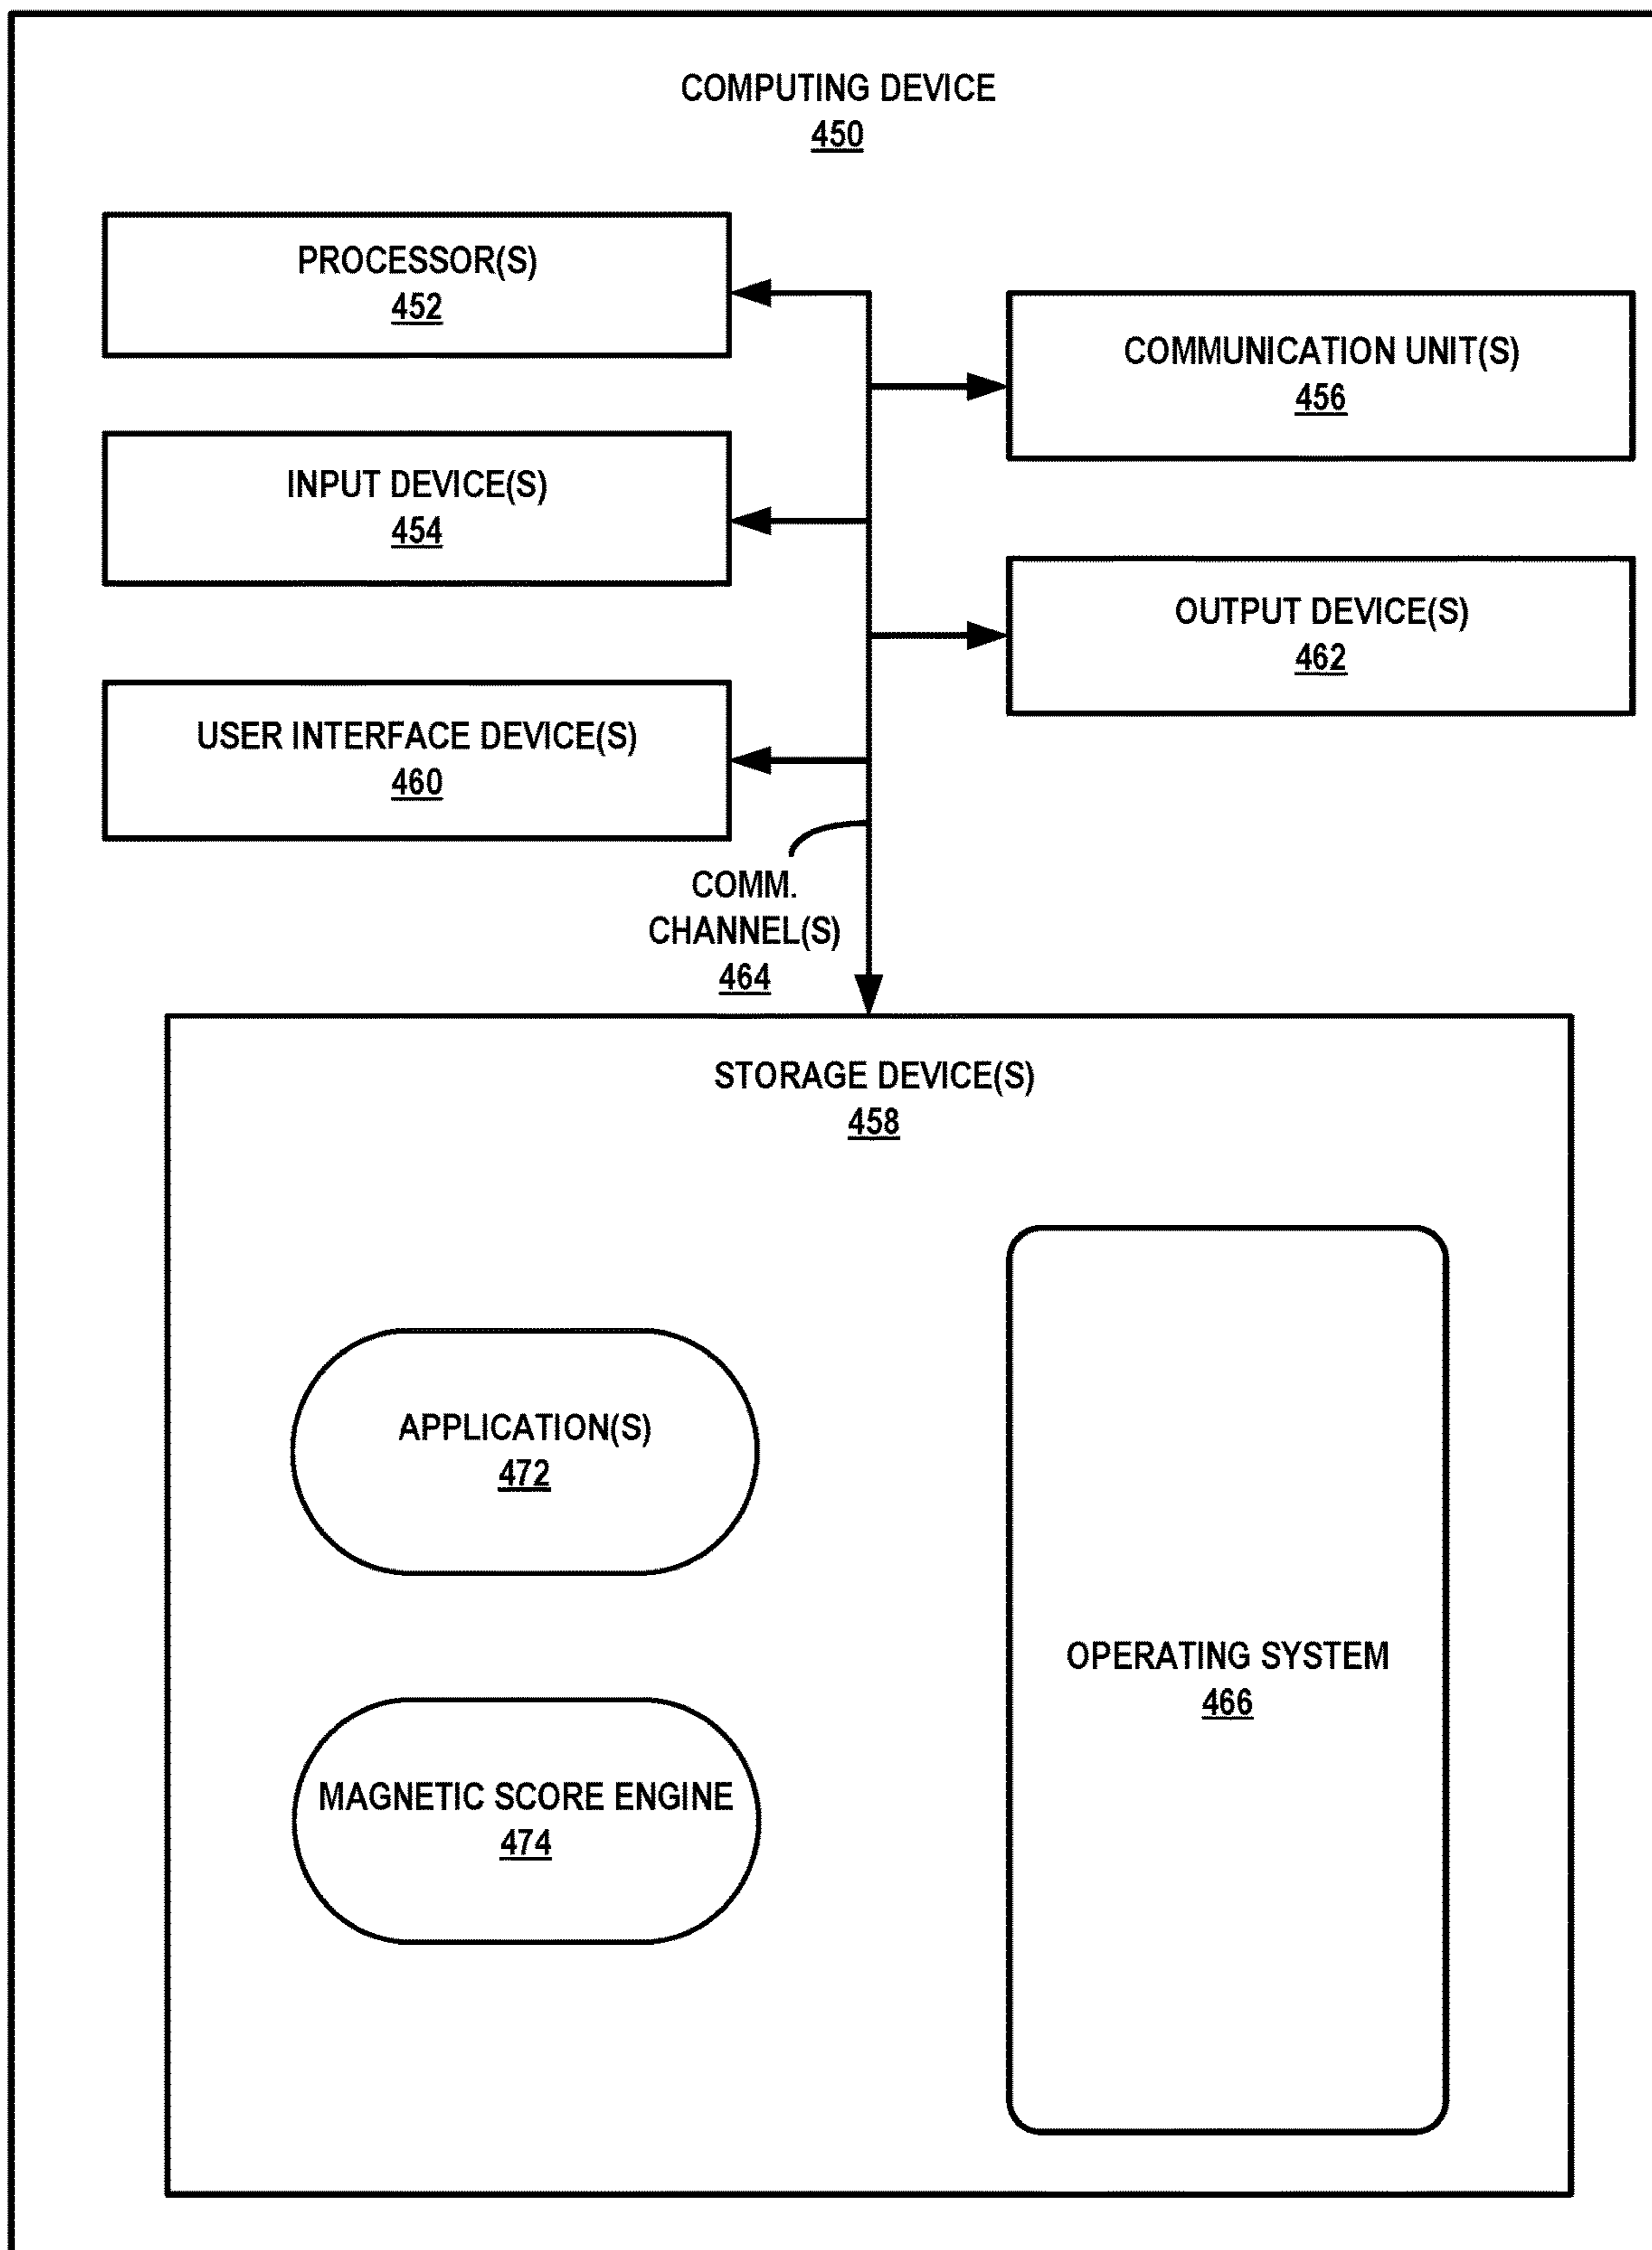 COMPUTING DEVICE
450
PROCESSOR(S)
452
COMMUNICATION UNIT(S)
456
INPUT DEVICE(S)
454
OUTPUT DEVICE(S)
462
USER INTERFACE DEVICE(S)
460
COMM.
CHANNEL(S)
464
STORAGE DEVICE(S)
458
APPLICATION(S)
472
OPERATING SYSTEM
466
MAGNETIC SCORE ENGINE
474